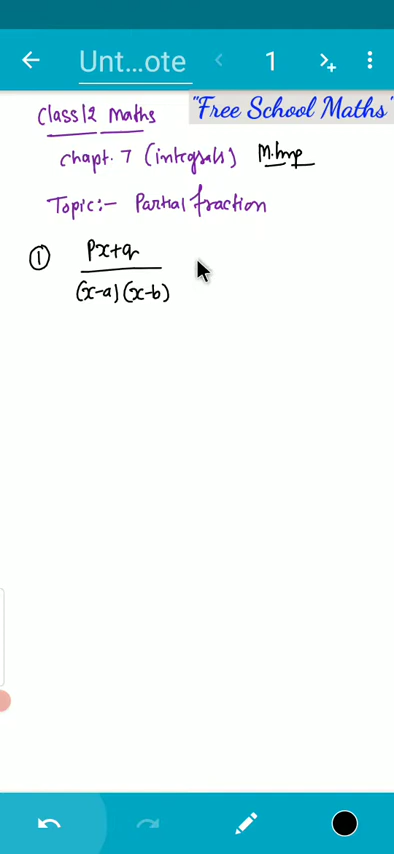 Unt...ote 1
Class 12 Maths "Free School Maths"
Chapt. 7 (integrals) M.Imp
Topic:- Partial fraction
① Px+q
(x-a) (x-b)